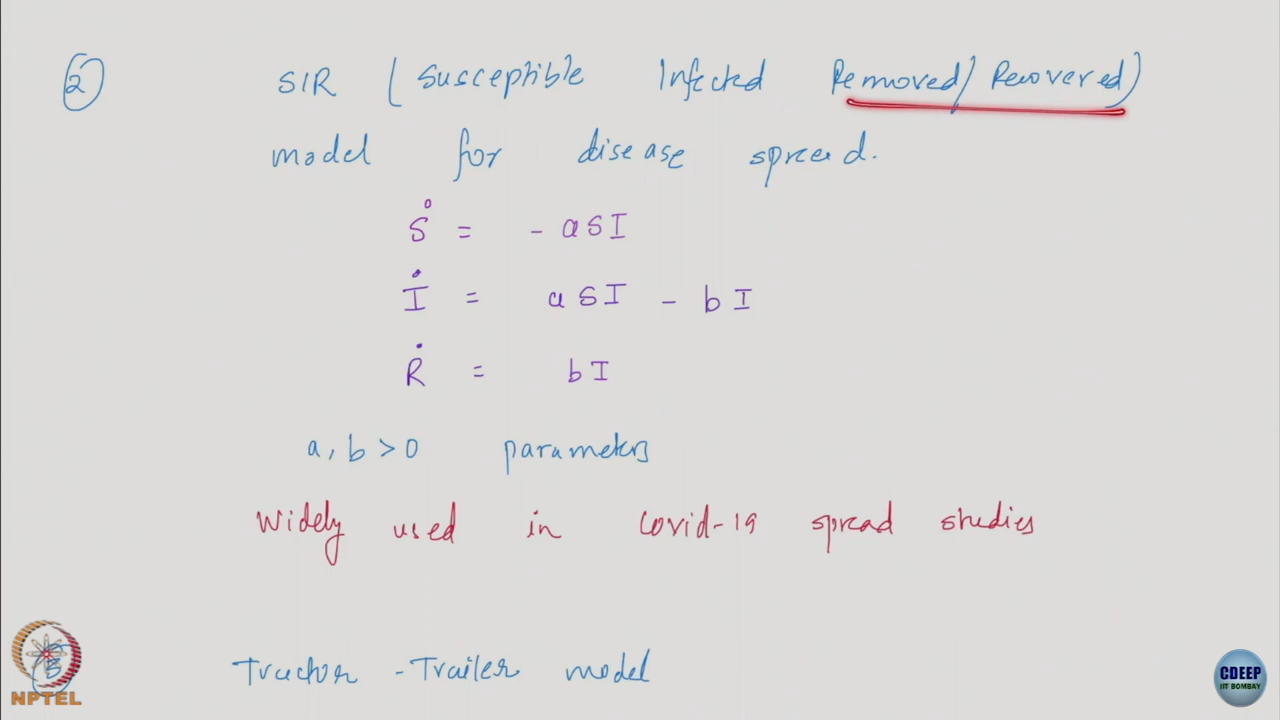 ② SIR (Susceptible Infected Removed/Recovered)
model for disease spread.
Ṡ = - aSI
İ = aSI - bI
Ṙ = bI
a, b > 0 parameters
Widely used in Covid-19 spread studies
③ Tractor - Trailer model
NPTEL
CDEEP
IIT BOMBAY